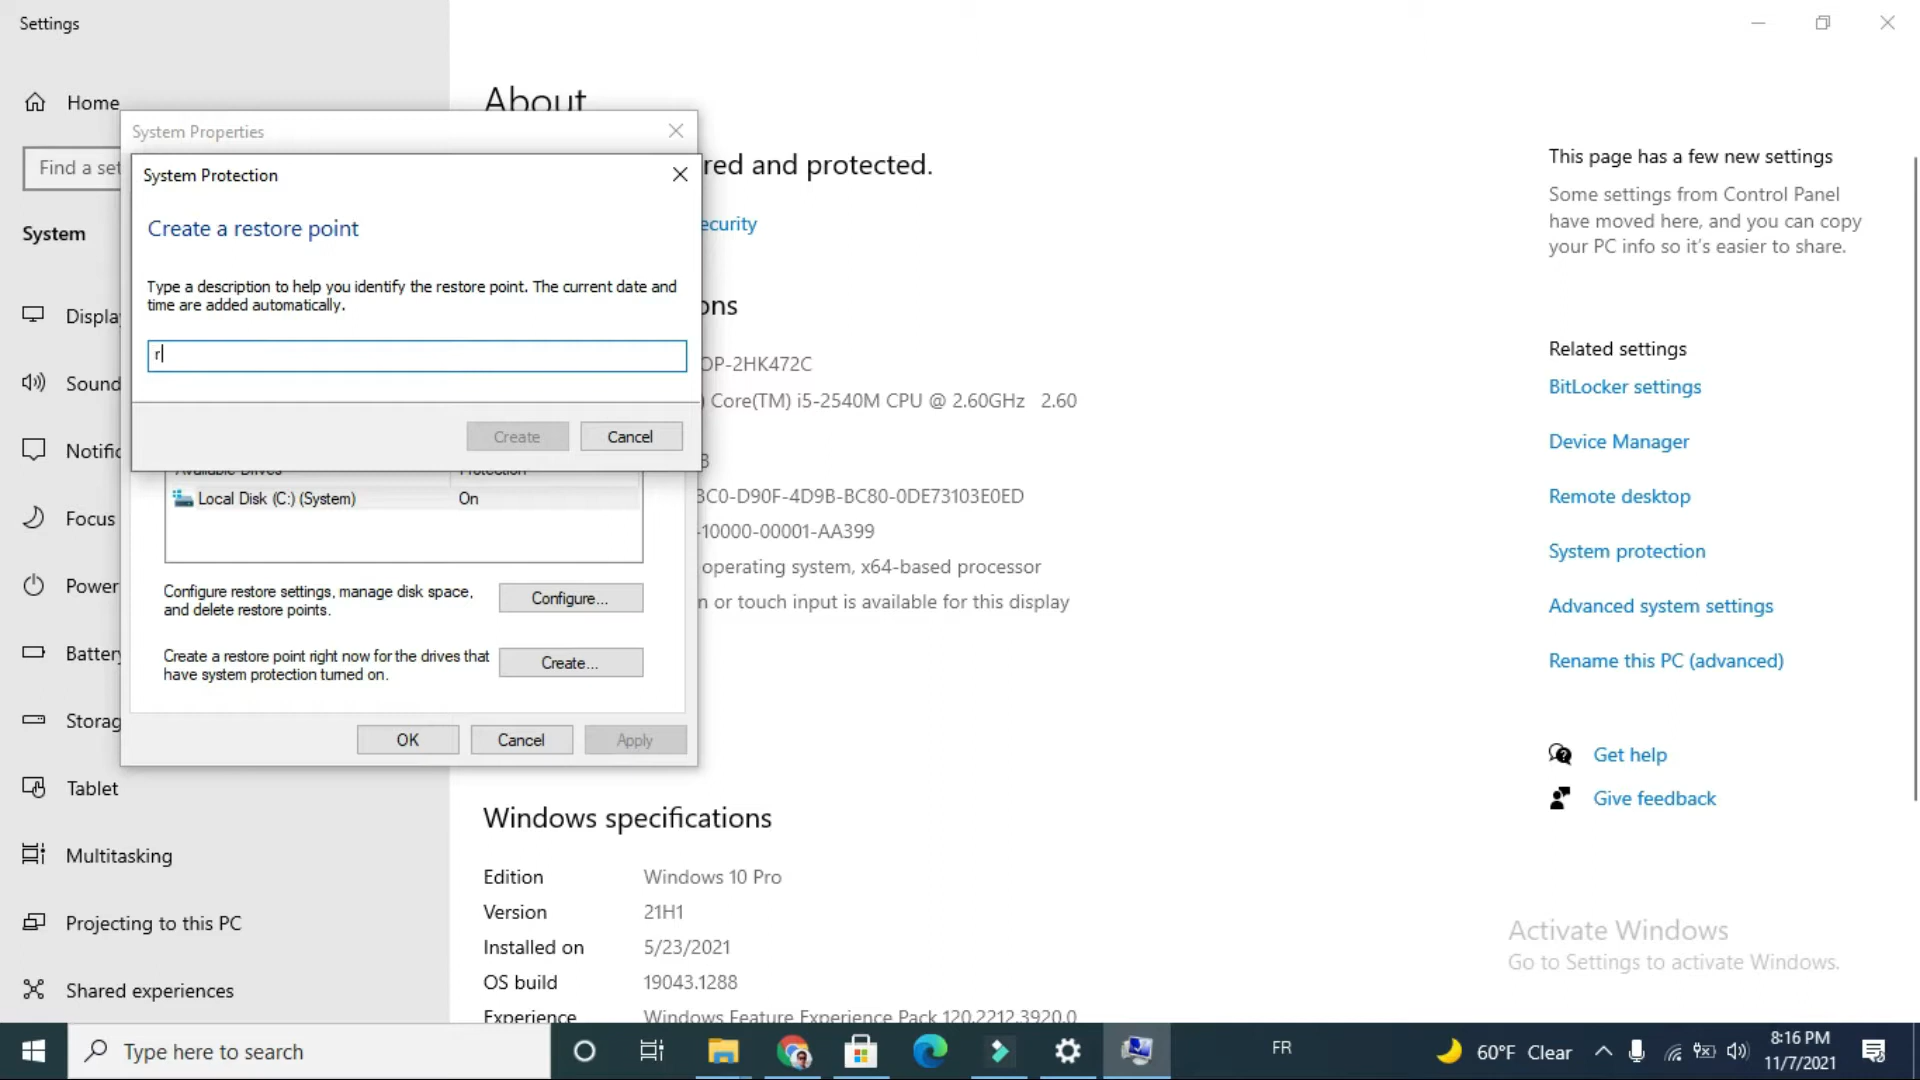 Settings
Home
Find a set
System
Sound
Focus
Power
Tablet
Multitasking
Projecting to this PC
Shared experiences
System Properties
System Protection
Create a restore point
Type a description to help you identify the restore point. The current date and
time are added automatically.
r
Create
Cancel
Local Disk (C:) (System) On
Configure restore settings, manage disk space,
and delete restore points.
Configure...
Create a restore point right now for the drives that
have system protection turned on.
Create...
OK
Cancel
Apply
About
red and protected.
ecurity
ons
OP-2HK472C
) Core(TM) i5-2540M CPU @ 2.60GHz 2.60
3C0-D90F-4D9B-BC80-0DE73103E0ED
-10000-00001-AA399
operating system, x64-based processor
n or touch input is available for this display
Windows specifications
Edition Windows 10 Pro
Version 21H1
Installed on 5/23/2021
OS build 19043.1288
Experience Windows Feature Experience Pack 120.2212.3920.0
This page has a few new settings
Some settings from Control Panel
have moved here, and you can copy
your PC info so it's easier to share.
Related settings
BitLocker settings
Device Manager
Remote desktop
System protection
Advanced system settings
Rename this PC (advanced)
Get help
Give feedback
Activate Windows
Go to Settings to activate Windows.
Type here to search
FR
60°F Clear
8:16 PM
11/7/2021